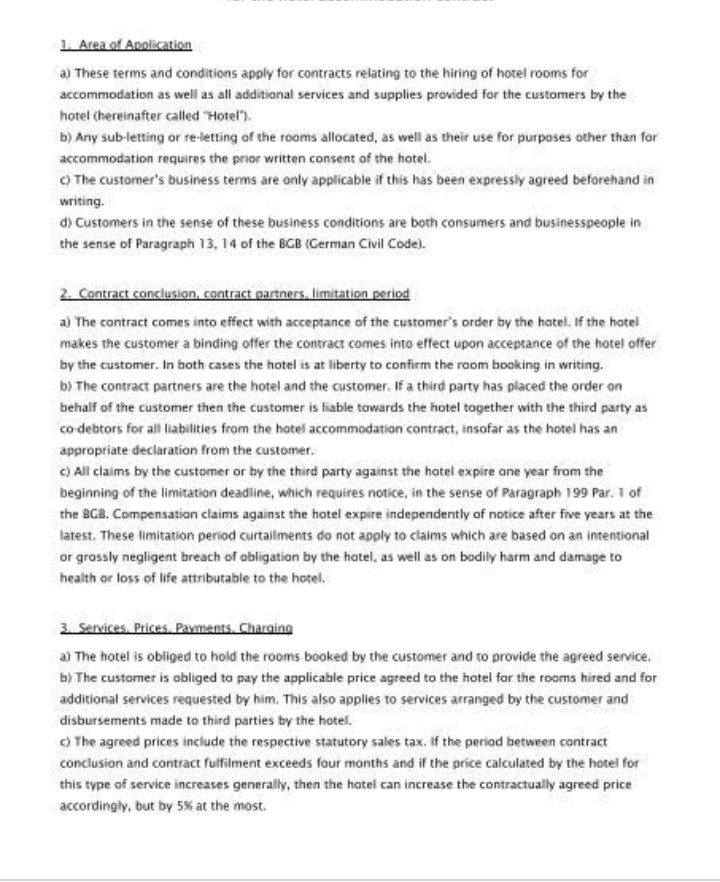 1. Area of Application
a) These terms and conditions apply for contracts relating to the hiring of hotel rooms for
accommodation as well as all additional services and supplies provided for the customers by the
hotel (hereinafter called "Hotel").
b) Any sub-letting or re-letting of the rooms allocated, as well as their use for purposes other than for
accommodation requires the prior written consent of the hotel.
c) The customer's business terms are only applicable if this has been expressly agreed beforehand in
writing.
d) Customers in the sense of these business conditions are both consumers and businesspeople in
the sense of Paragraph 13, 14 of the BGB (German Civil Code).
2. Contract conclusion, contract partners, limitation period
a) The contract comes into effect with acceptance of the customer's order by the hotel. If the hotel
makes the customer a binding offer the contract comes into effect upon acceptance of the hotel offer
by the customer. In both cases the hotel is at liberty to confirm the room booking in writing.
b) The contract partners are the hotel and the customer. If a third party has placed the order on
behalf of the customer then the customer is liable towards the hotel together with the third party as
co-debtors for all liabilities from the hotel accommodation contract, insofar as the hotel has an
appropriate declaration from the customer.
c) All claims by the customer or by the third party against the hotel expire one year from the
beginning of the limitation deadline, which requires notice, in the sense of Paragraph 199 Par. 1 of
the BGB. Compensation claims against the hotel expire independently of notice after five years at the
latest. These limitation period curtailments do not apply to claims which are based on an intentional
or grossly negligent breach of obligation by the hotel, as well as on bodily harm and damage to
health or loss of life attributable to the hotel.
3. Services, Prices, Payments, Charging
a) The hotel is obliged to hold the rooms booked by the customer and to provide the agreed service.
b) The customer is obliged to pay the applicable price agreed to the hotel for the rooms hired and for
additional services requested by him. This also applies to services arranged by the customer and
disbursements made to third parties by the hotel.
c) The agreed prices include the respective statutory sales tax. If the period between contract
conclusion and contract fulfilment exceeds four months and if the price calculated by the hotel for
this type of service increases generally, then the hotel can increase the contractually agreed price
accordingly, but by 5% at the most.